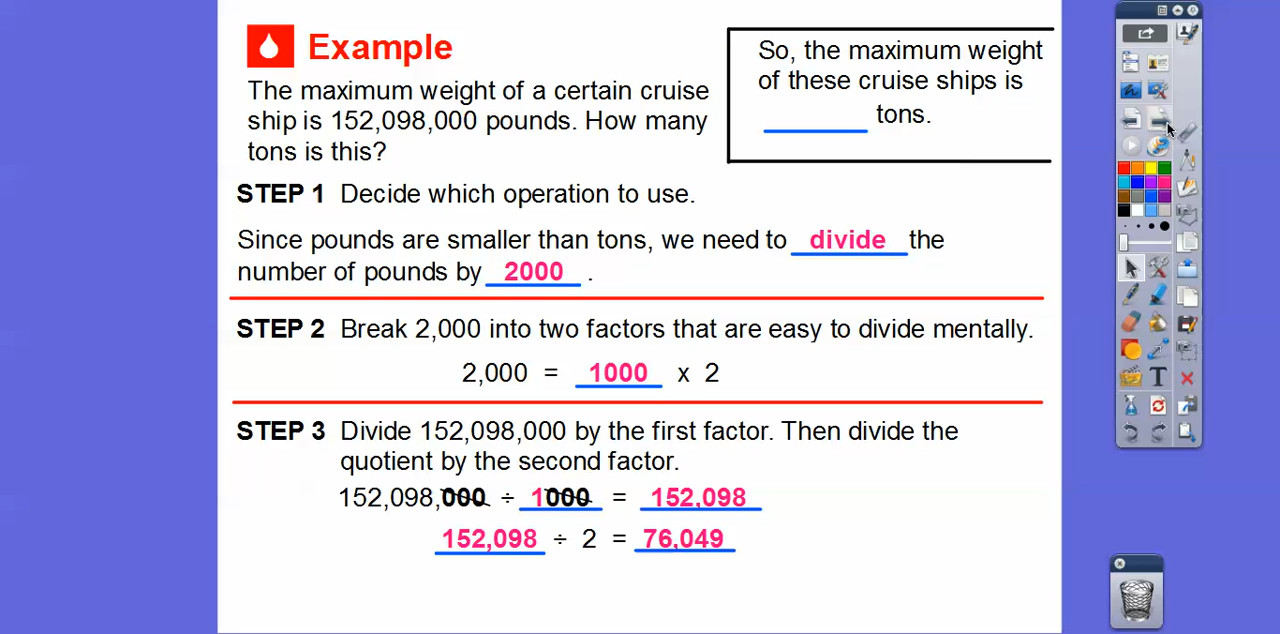 Example
The maximum weight of a certain cruise
ship is 152,098,000 pounds. How many
tons is this?
So, the maximum weight
of these cruise ships is
________ tons.
STEP 1 Decide which operation to use.
Since pounds are smaller than tons, we need to divide the
number of pounds by 2000 .
STEP 2 Break 2,000 into two factors that are easy to divide mentally.
2,000 = 1000 x 2
STEP 3 Divide 152,098,000 by the first factor. Then divide the
quotient by the second factor.
152,098,000 ÷ 1000 = 152,098
152,098 ÷ 2 = 76,049